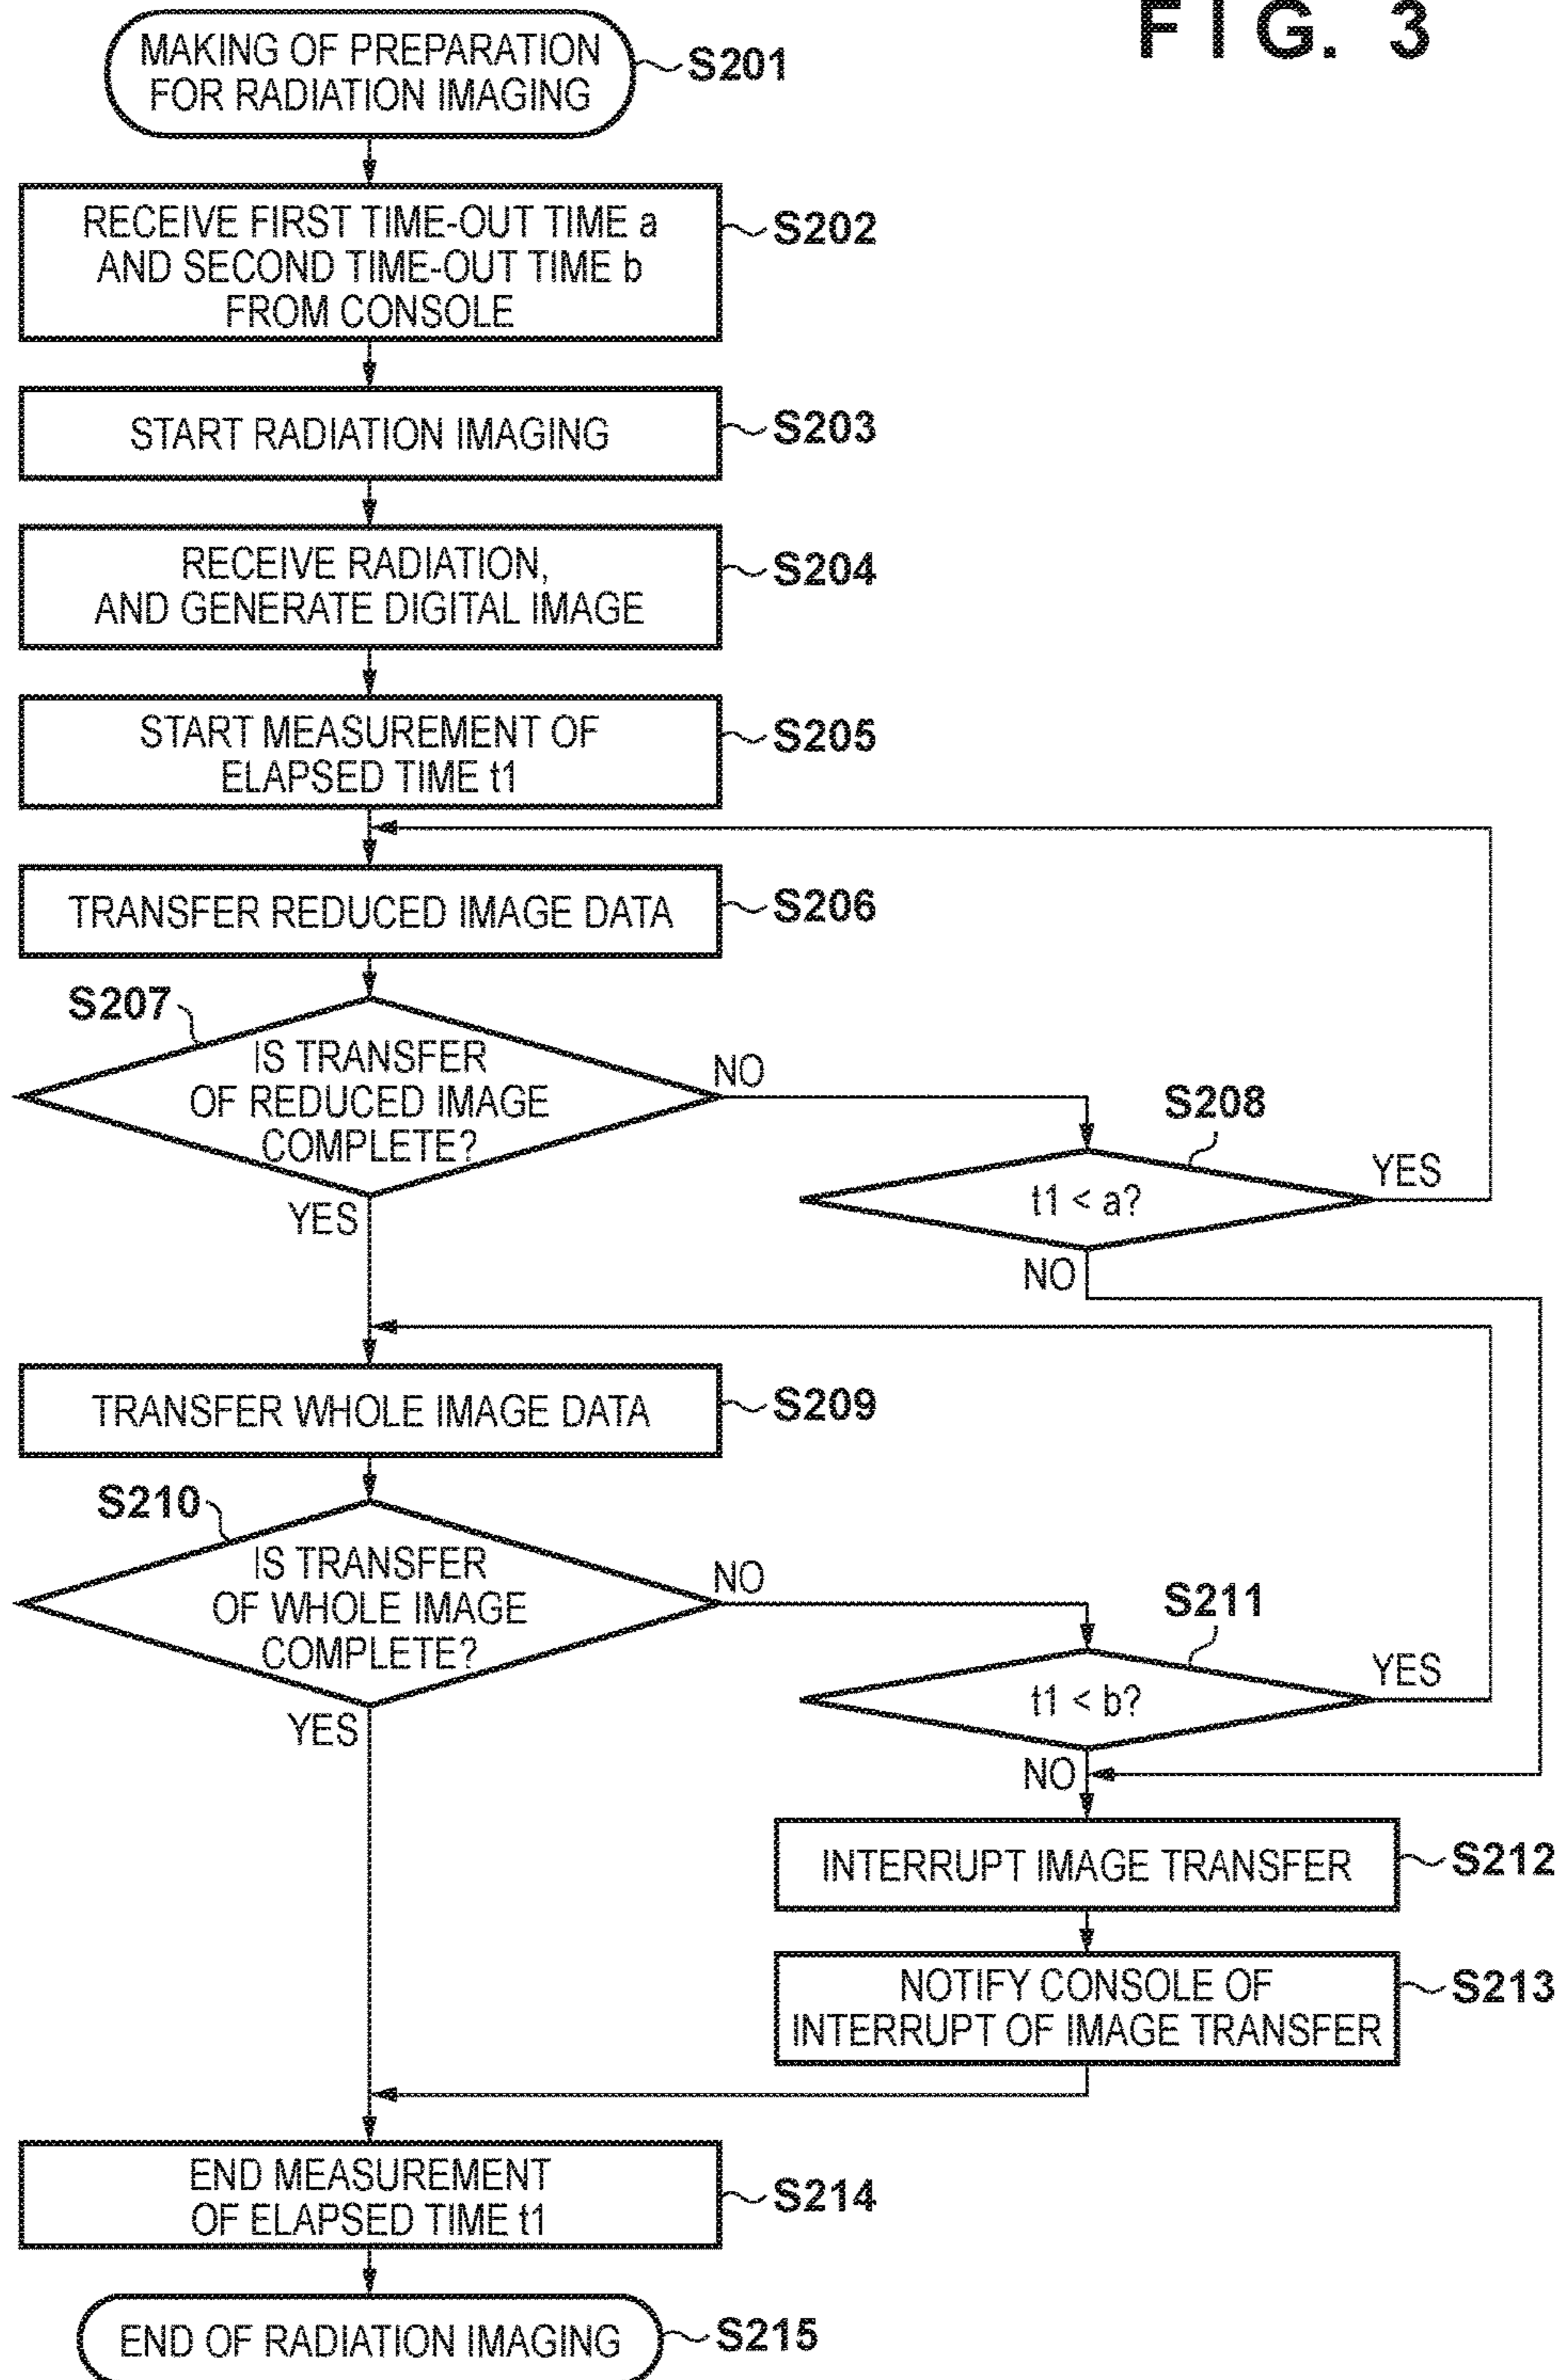 FIG. 3
MAKING OF PREPARATION
FOR RADIATION IMAGING
S201
RECEIVE FIRST TIME-OUT TIME a
AND SECOND TIME-OUT TIME b
FROM CONSOLE
S202
START RADIATION IMAGING
S203
RECEIVE RADIATION,
AND GENERATE DIGITAL IMAGE
S204
START MEASUREMENT OF
ELAPSED TIME t1
S205
TRANSFER REDUCED IMAGE DATA
S206
S207
IS TRANSFER
OF REDUCED IMAGE
COMPLETE?
NO
YES
S208
t1 < a?
YES
NO
TRANSFER WHOLE IMAGE DATA
S209
S210
IS TRANSFER
OF WHOLE IMAGE
COMPLETE?
NO
YES
S211
t1 < b?
YES
NO
INTERRUPT IMAGE TRANSFER
S212
NOTIFY CONSOLE OF
INTERRUPT OF IMAGE TRANSFER
S213
END MEASUREMENT
OF ELAPSED TIME t1
S214
END OF RADIATION IMAGING
S215